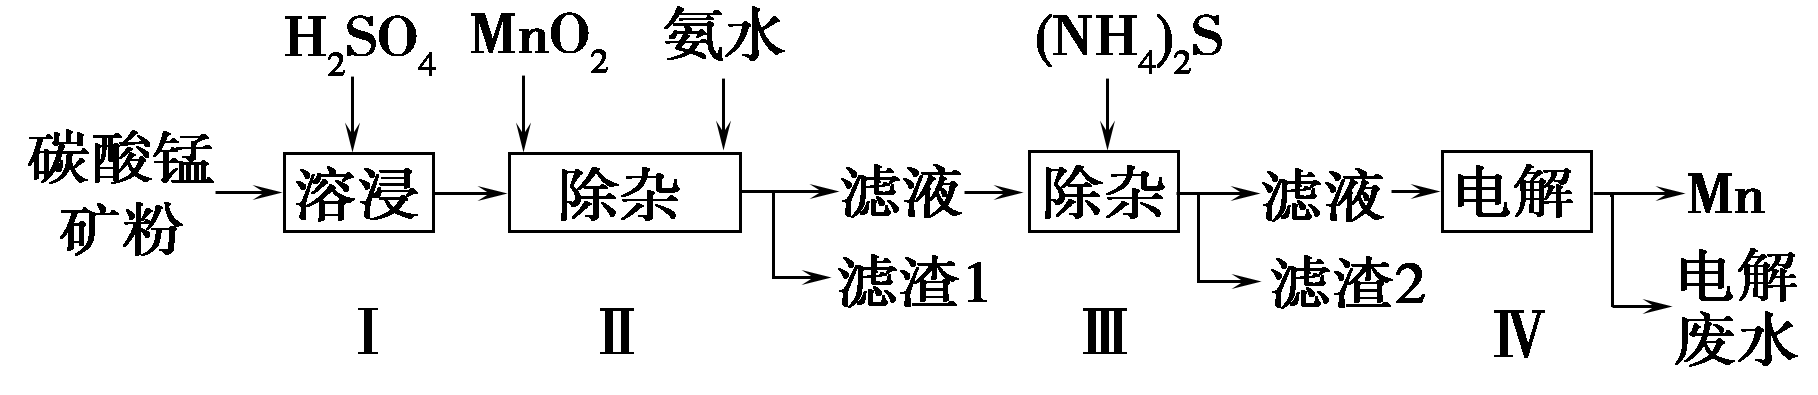 H₂SO₄ MnO₂ 氨水 (NH₄)₂S
碳酸锰矿粉
溶浸 除杂 滤液 除杂 滤液 电解 Mn
滤渣1 滤渣2 电解废水
Ⅰ Ⅱ Ⅲ Ⅳ